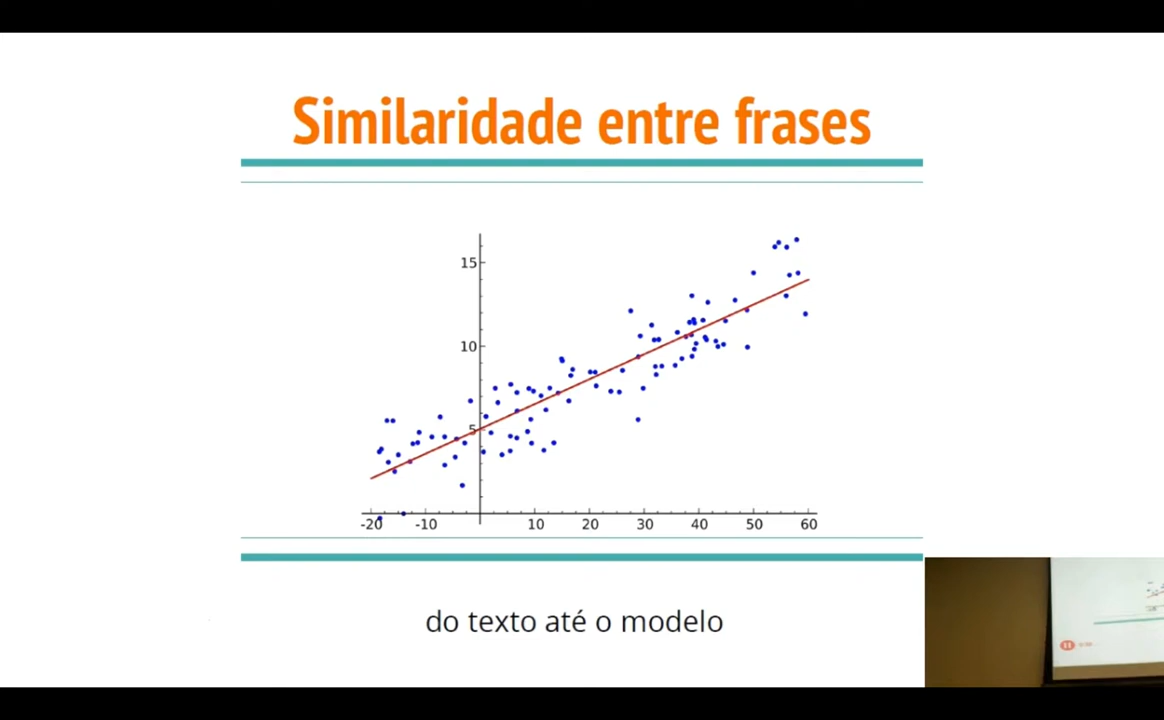 Similaridade entre frases
15
10
5
-20 -10 10 20 30 40 50 60
do texto até o modelo